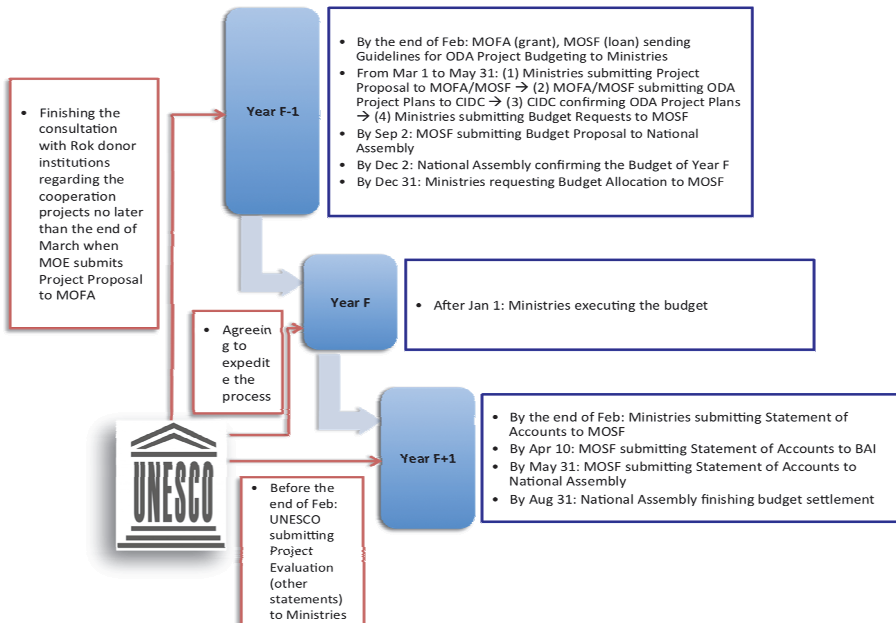 • By the end of Feb: MOFA (grant), MOSF (loan) sending
Guidelines for ODA Project Budgeting to Ministries
• From Mar 1 to May 31: (1) Ministries submitting Project
Proposal to MOFA/MOSF → (2) MOFA/MOSF submitting ODA
Project Plans to CIDC → (3) CIDC confirming ODA Project Plans
→ (4) Ministries submitting Budget Requests to MOSF
• By Sep 2: MOSF submitting Budget Proposal to National
Assembly
• By Dec 2: National Assembly confirming the Budget of Year F
• By Dec 31: Ministries requesting Budget Allocation to MOSF
Year F-1
• Finishing the
consultation
with Rok donor
institutions
regarding the
cooperation
projects no later
than the end of
March when
MOE submits
Project Proposal
to MOFA
Year F
• After Jan 1: Ministries executing the budget
• Agreein
g to
expedit
e the
process
Year F+1
• By the end of Feb: Ministries submitting Statement of
Accounts to MOSF
• By Apr 10: MOSF submitting Statement of Accounts to BAI
• By May 31: MOSF submitting Statement of Accounts to
National Assembly
• By Aug 31: National Assembly finishing budget settlement
UNESCO
• Before the
end of Feb:
UNESCO
submitting
Project
Evaluation
(other
statements)
to Ministries